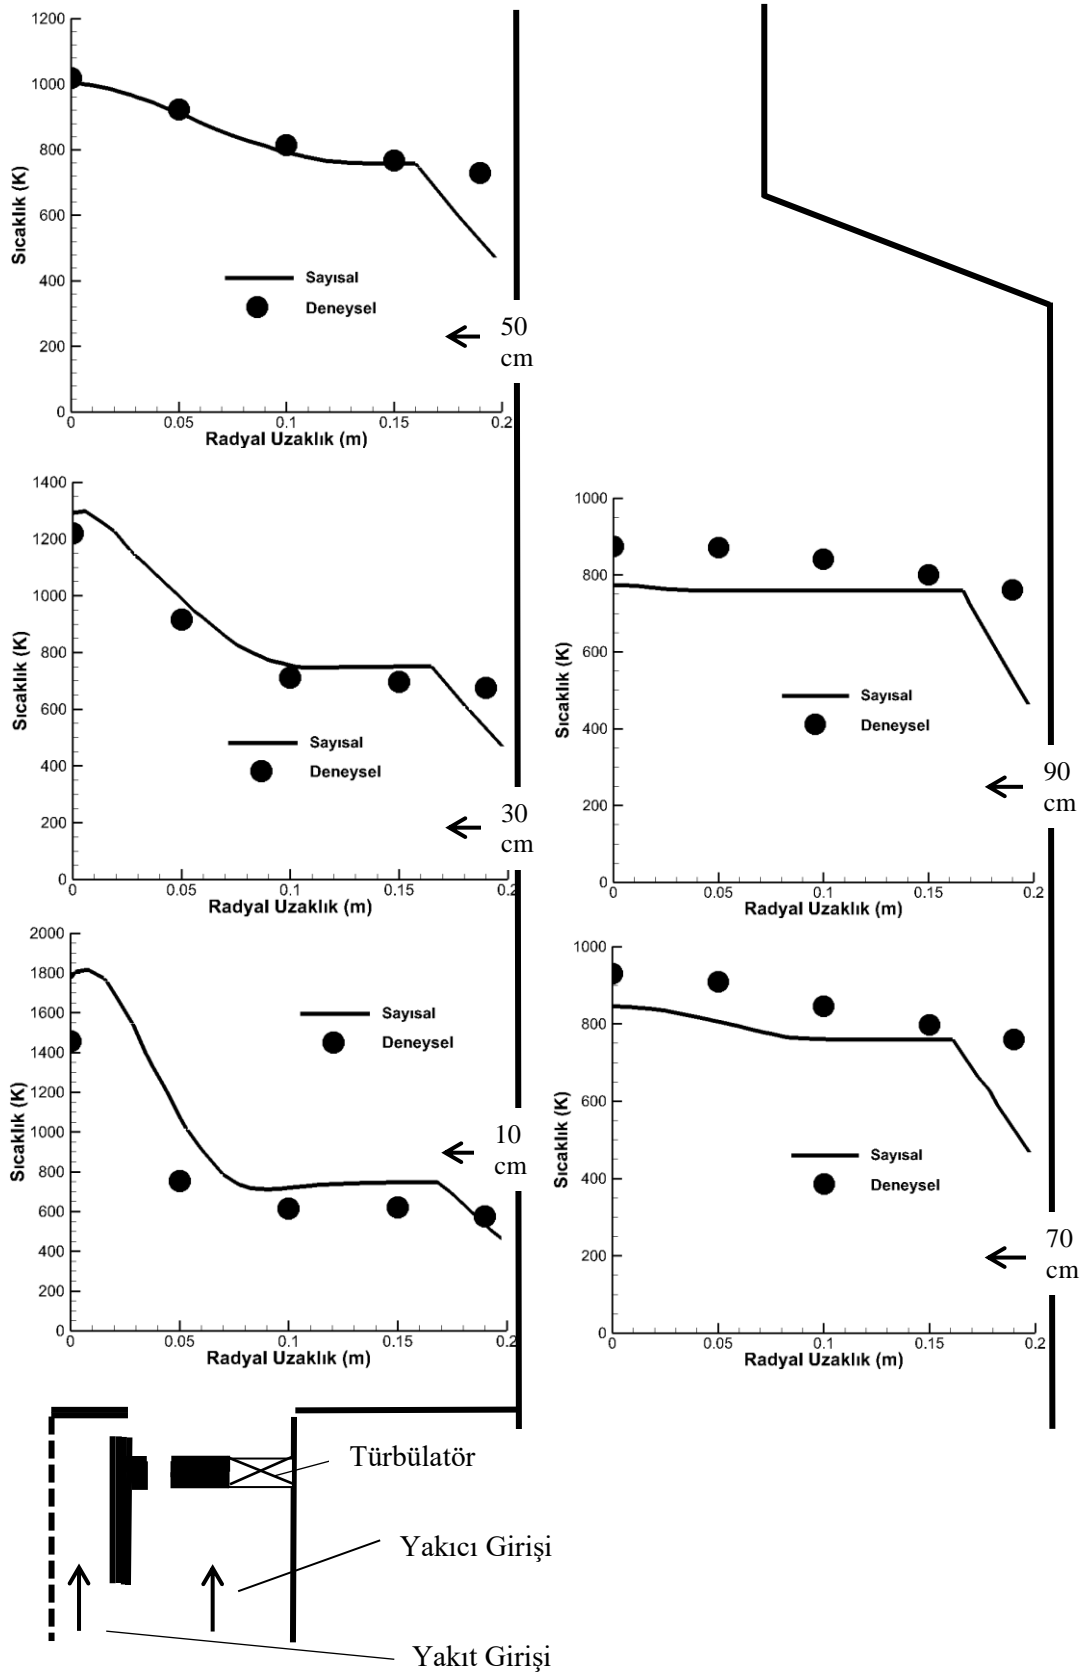 1200
1000
800
600
400
200
0
Sıcaklık (K)
Sayısal
Deneysel
0 0.05 0.1 0.15 0.2
Radyal Uzaklık (m)
50
cm
1400
1200
1000
800
600
400
200
0
Sıcaklık (K)
Sayısal
Deneysel
0 0.05 0.1 0.15 0.2
Radyal Uzaklık (m)
30
cm
2000
1800
1600
1400
1200
1000
800
600
400
200
0
Sıcaklık (K)
Sayısal
Deneysel
0 0.05 0.1 0.15 0.2
Radyal Uzaklık (m)
10
cm
1000
800
600
400
200
0
Sıcaklık (K)
Sayısal
Deneysel
0 0.05 0.1 0.15 0.2
Radyal Uzaklık (m)
90
cm
1000
800
600
400
200
0
Sıcaklık (K)
Sayısal
Deneysel
0 0.05 0.1 0.15 0.2
Radyal Uzaklık (m)
70
cm
Türbülatör
Yakıcı Girişi
Yakıt Girişi